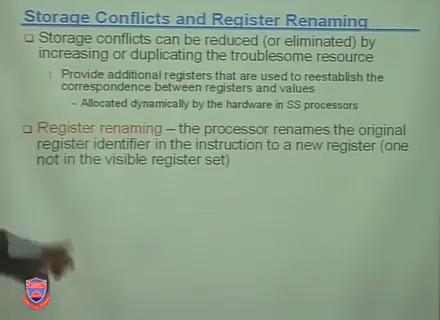 Storage Conflicts and Register Renaming
Storage conflicts can be reduced (or eliminated) by
increasing or duplicating the troublesome resource
Provide additional registers that are used to reestablish the
correspondence between registers and values
- Allocated dynamically by the hardware in SS processors
Register renaming – the processor renames the original
register identifier in the instruction to a new register (one
not in the visible register set)